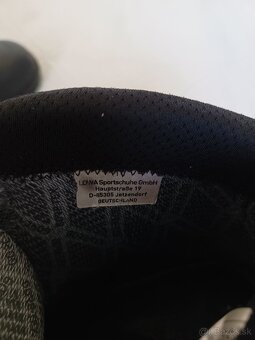 LOWA Sportschuhe GmbH
Hauptstraße 19
D-85305 Jetzendorf
DEUTSCHLAND